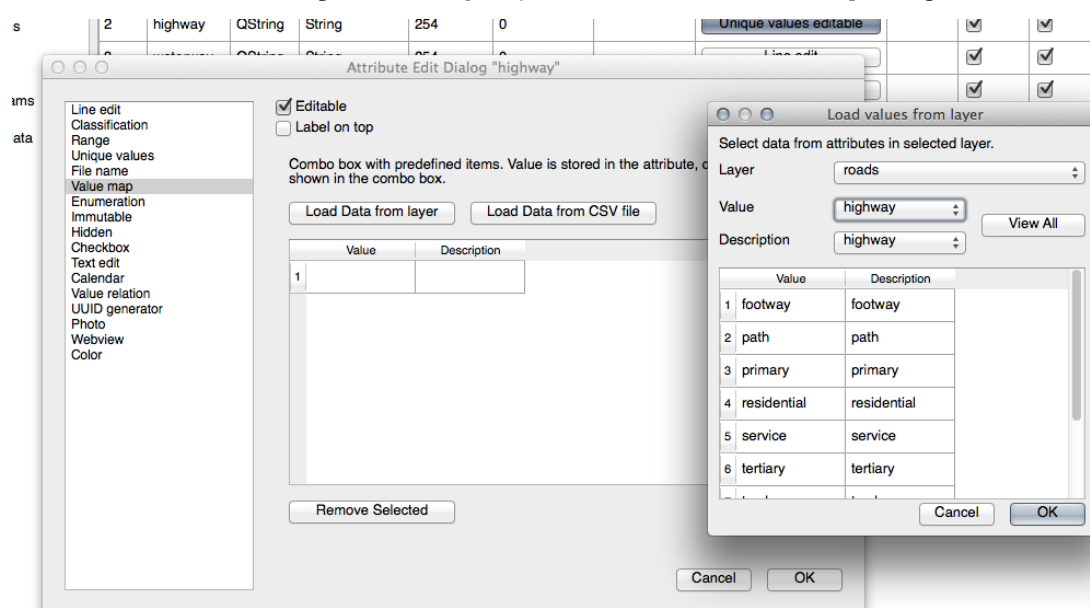 s
2 highway QString String 254 0 Unique values editable
Line edit
Attribute Edit Dialog "highway"
ams
ata
Line edit
Classification
Range
Unique values
File name
Value map
Enumeration
Immutable
Hidden
Checkbox
Text edit
Calendar
Value relation
UUID generator
Photo
Webview
Color
Editable
Label on top
Combo box with predefined items. Value is stored in the attribute,
shown in the combo box.
Load Data from layer Load Data from CSV file
Value Description
1
Remove Selected
Cancel OK
Load values from layer
Select data from attributes in selected layer.
Layer roads
Value highway
View All
Description highway
Value Description
1 footway footway
2 path path
3 primary primary
4 residential residential
5 service service
6 tertiary tertiary
Cancel OK